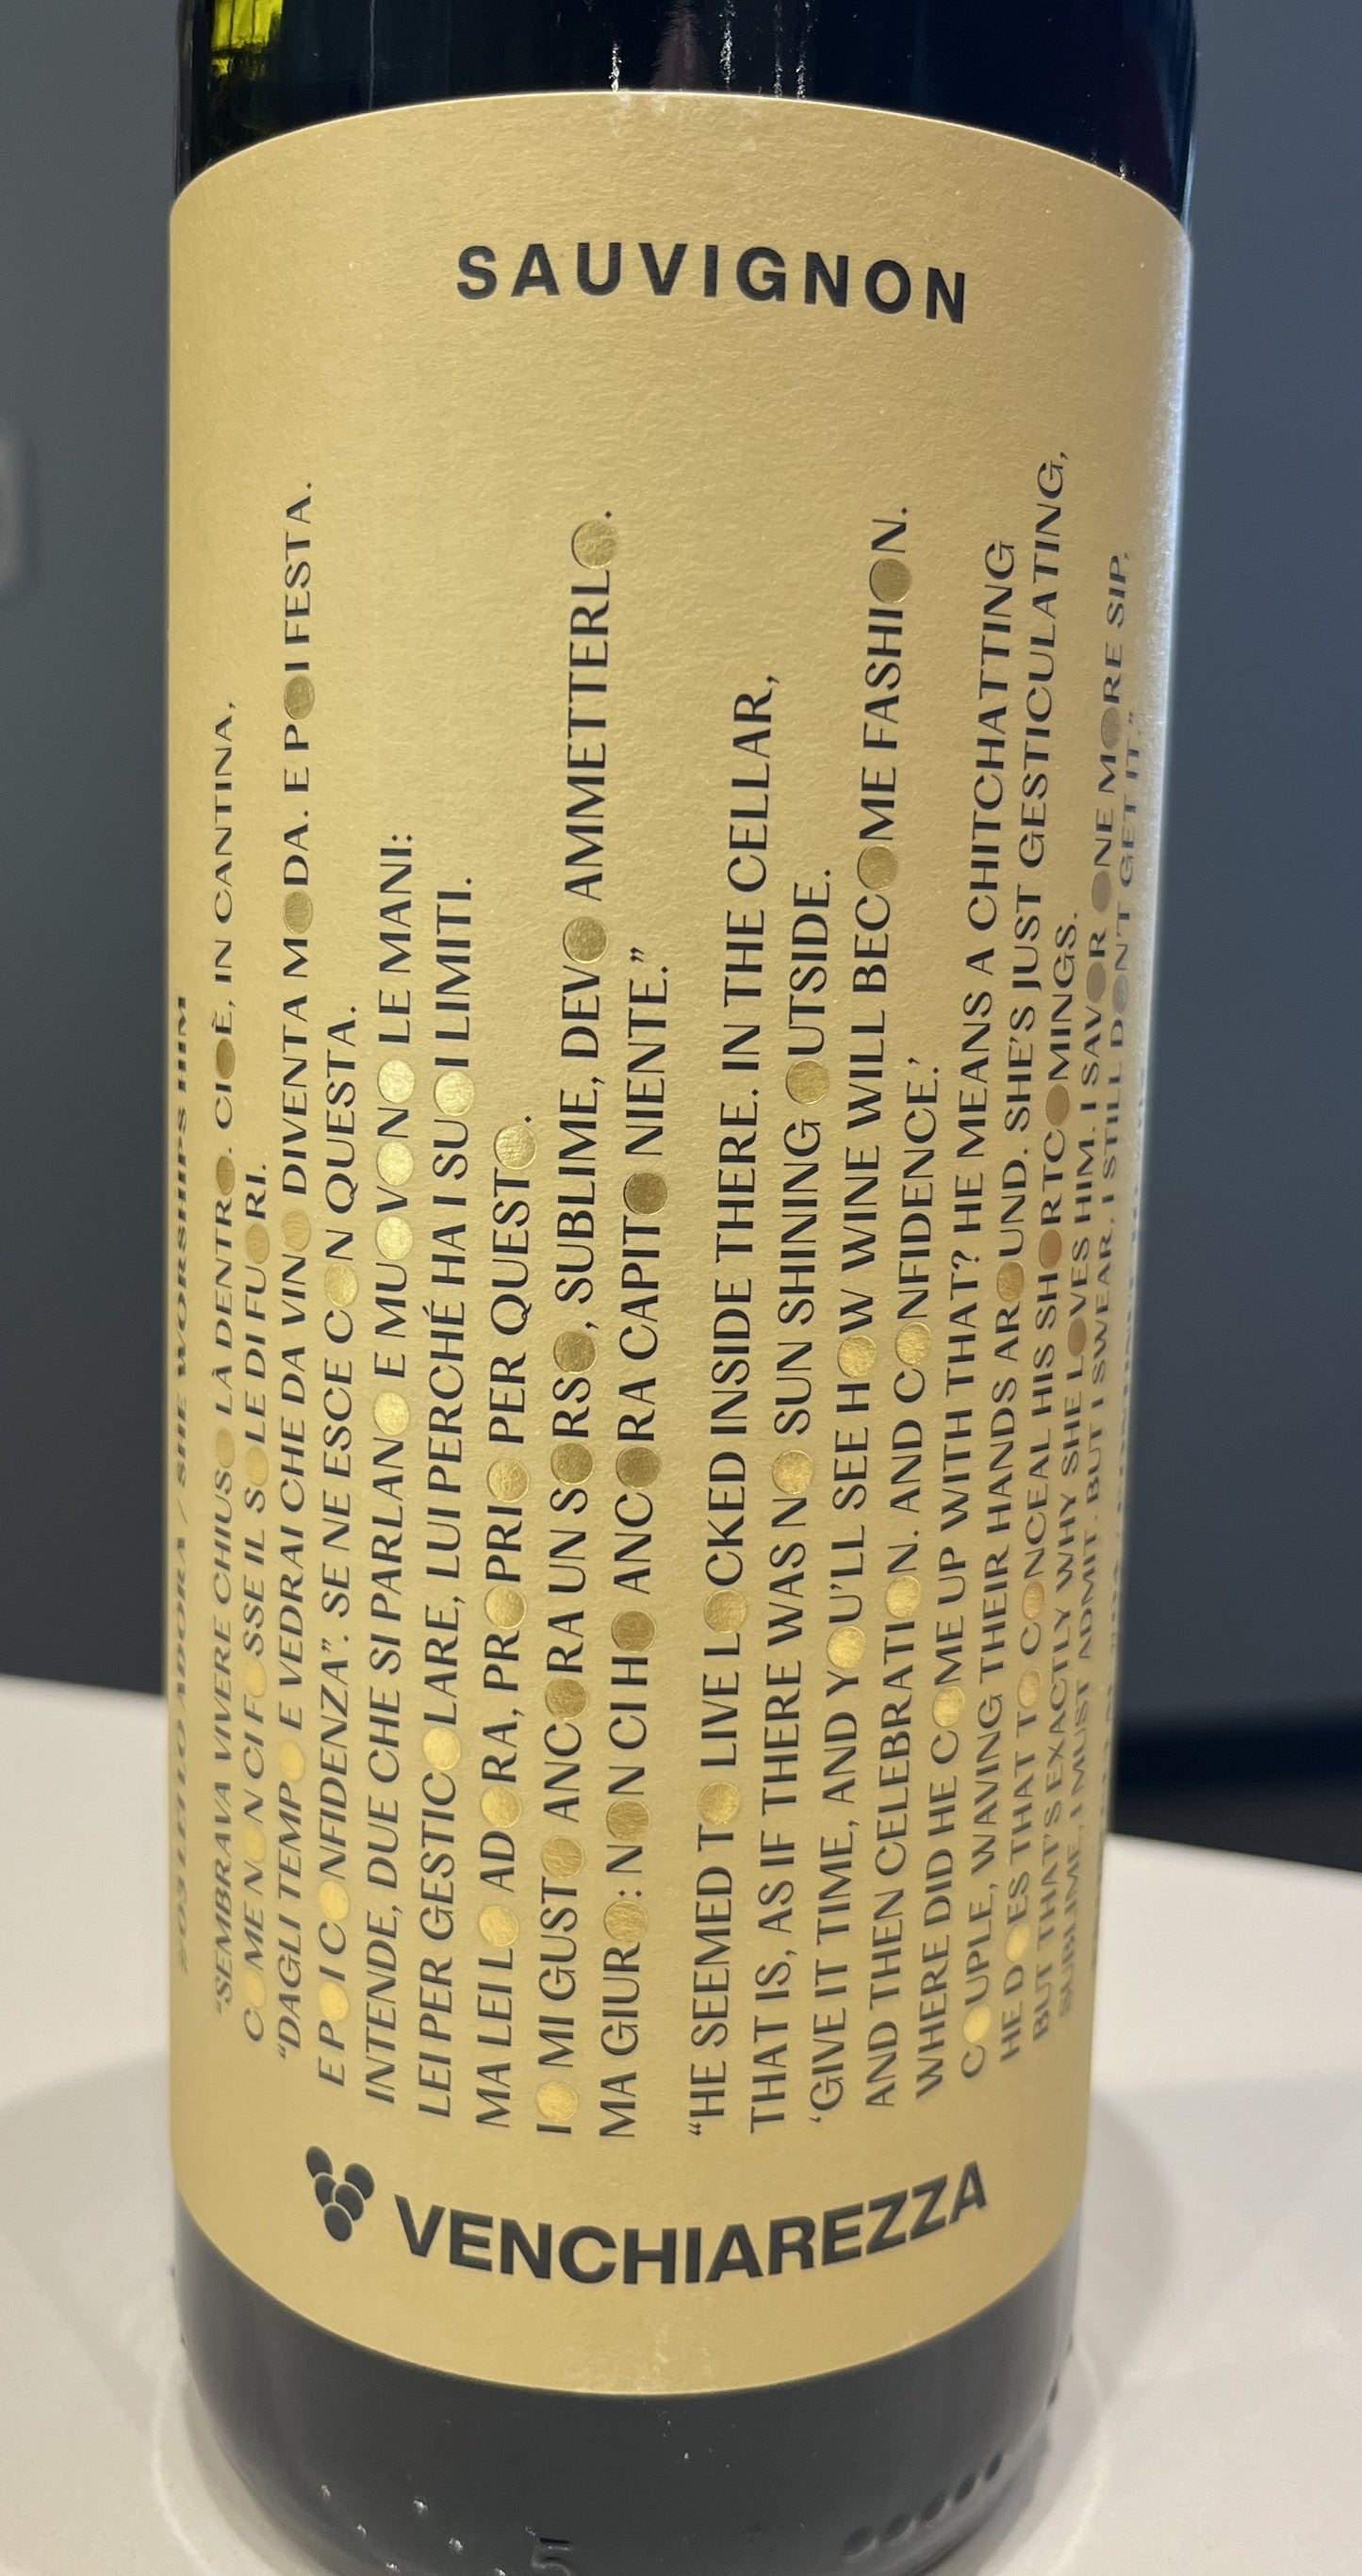 SAUVIGNON
703 LEI LO ADORA / SHE WORSHIPS HIM
“SEMBRAVA VIVERE CHIUSO LÀ DENTRO. CIOÈ, IN CANTINA,
COME NON CI FOSSE IL SOLE DI FUORI.
“DAGLI TEMPO E VEDRAI CHE DA VINO DIVENTA MODA. E POI FESTA.
E POI CONFIDENZA”. SE NE ESCE CON QUESTA.
INTENDE, DUE CHE SI PARLANO E MUOVONO LE MANI:
LEI PER GESTICOLARE, LUI PERCHÉ HA I SUOI LIMITI.
MA LEI LO ADORA, PROPRIO PER QUESTO.
IO MI GUSTO ANCORA UN SORSO, SUBLIME, DEVO AMMETTERLO.
MA GIURO: NON CI HO ANCORA CAPITO NIENTE.”
“HE SEEMED TO LIVE LOCKED INSIDE THERE. IN THE CELLAR,
THAT IS, AS IF THERE WAS NO SUN SHINING OUTSIDE.
‘GIVE IT TIME, AND YOU’LL SEE HOW WINE WILL BECOME FASHION.
AND THEN CELEBRATION. AND CONFIDENCE.’
WHERE DID HE COME UP WITH THAT? HE MEANS A CHITCHATTING
COUPLE, WAVING THEIR HANDS AROUND. SHE’S JUST GESTICULATING,
HE DOES THAT TO CONCEAL HIS SHORTCOMINGS.
BUT THAT’S EXACTLY WHY SHE LOVES HIM. I SAVOR ONE MORE SIP,
SUBLIME, I MUST ADMIT. BUT I SWEAR, I STILL DON’T GET IT.”
VENCHIAREZZA
5